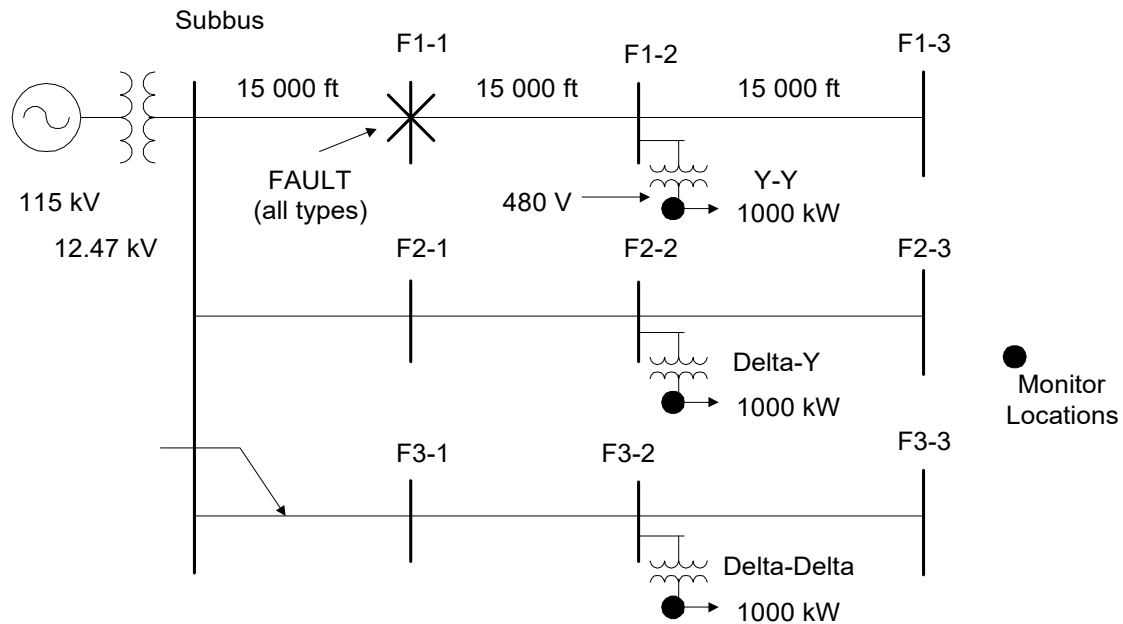 Subbus
F1-1
F1-2
F1-3
15 000 ft
15 000 ft
15 000 ft
FAULT
(all types)
480 V
Y-Y
1000 kW
115 kV
12.47 kV
F2-1
F2-2
F2-3
Delta-Y
1000 kW
Monitor
Locations
F3-1
F3-2
F3-3
Delta-Delta
1000 kW